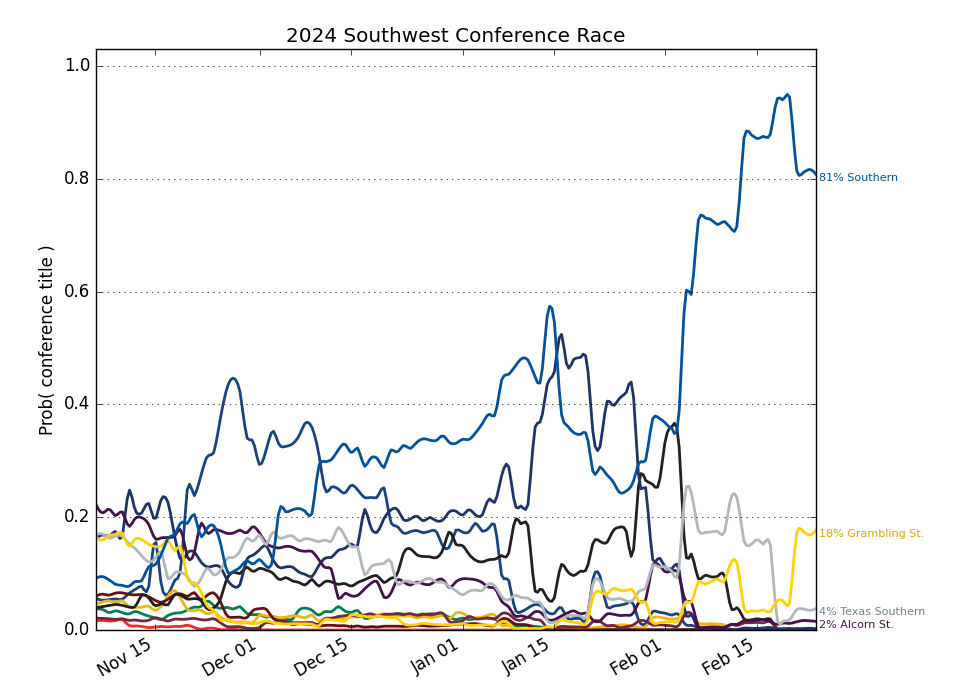 2024 Southwest Conference Race
Prob( conference title )
1.0
0.8
0.6
0.4
0.2
0.0
81% Southern
18% Grambling St.
4% Texas Southern
2% Alcorn St.
Nov 15
Dec 01
Dec 15
Jan 01
Jan 15
Feb 01
Feb 15